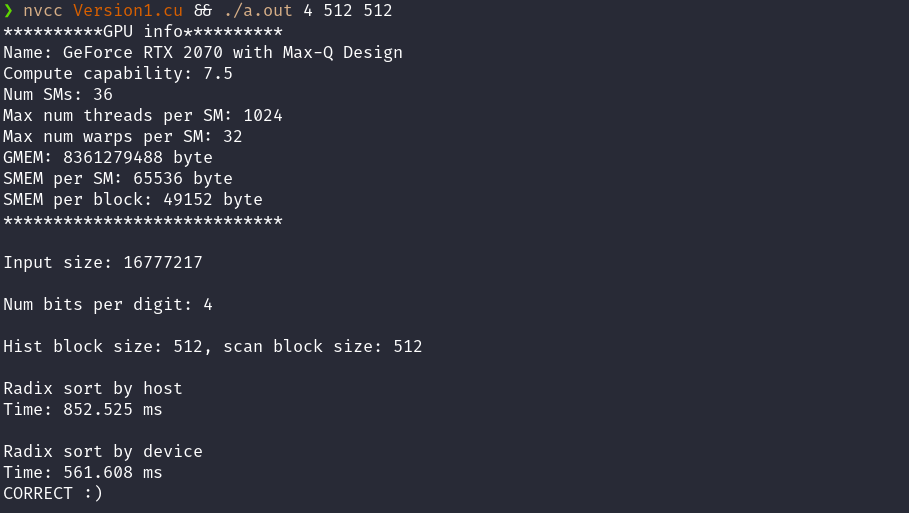 ❯ nvcc Version1.cu && ./a.out 4 512 512
**********GPU info**********
Name: GeForce RTX 2070 with Max-Q Design
Compute capability: 7.5
Num SMs: 36
Max num threads per SM: 1024
Max num warps per SM: 32
GMEM: 8361279488 byte
SMEM per SM: 65536 byte
SMEM per block: 49152 byte
****************************
Input size: 16777217
Num bits per digit: 4
Hist block size: 512, scan block size: 512
Radix sort by host
Time: 852.525 ms
Radix sort by device
Time: 561.608 ms
CORRECT :)